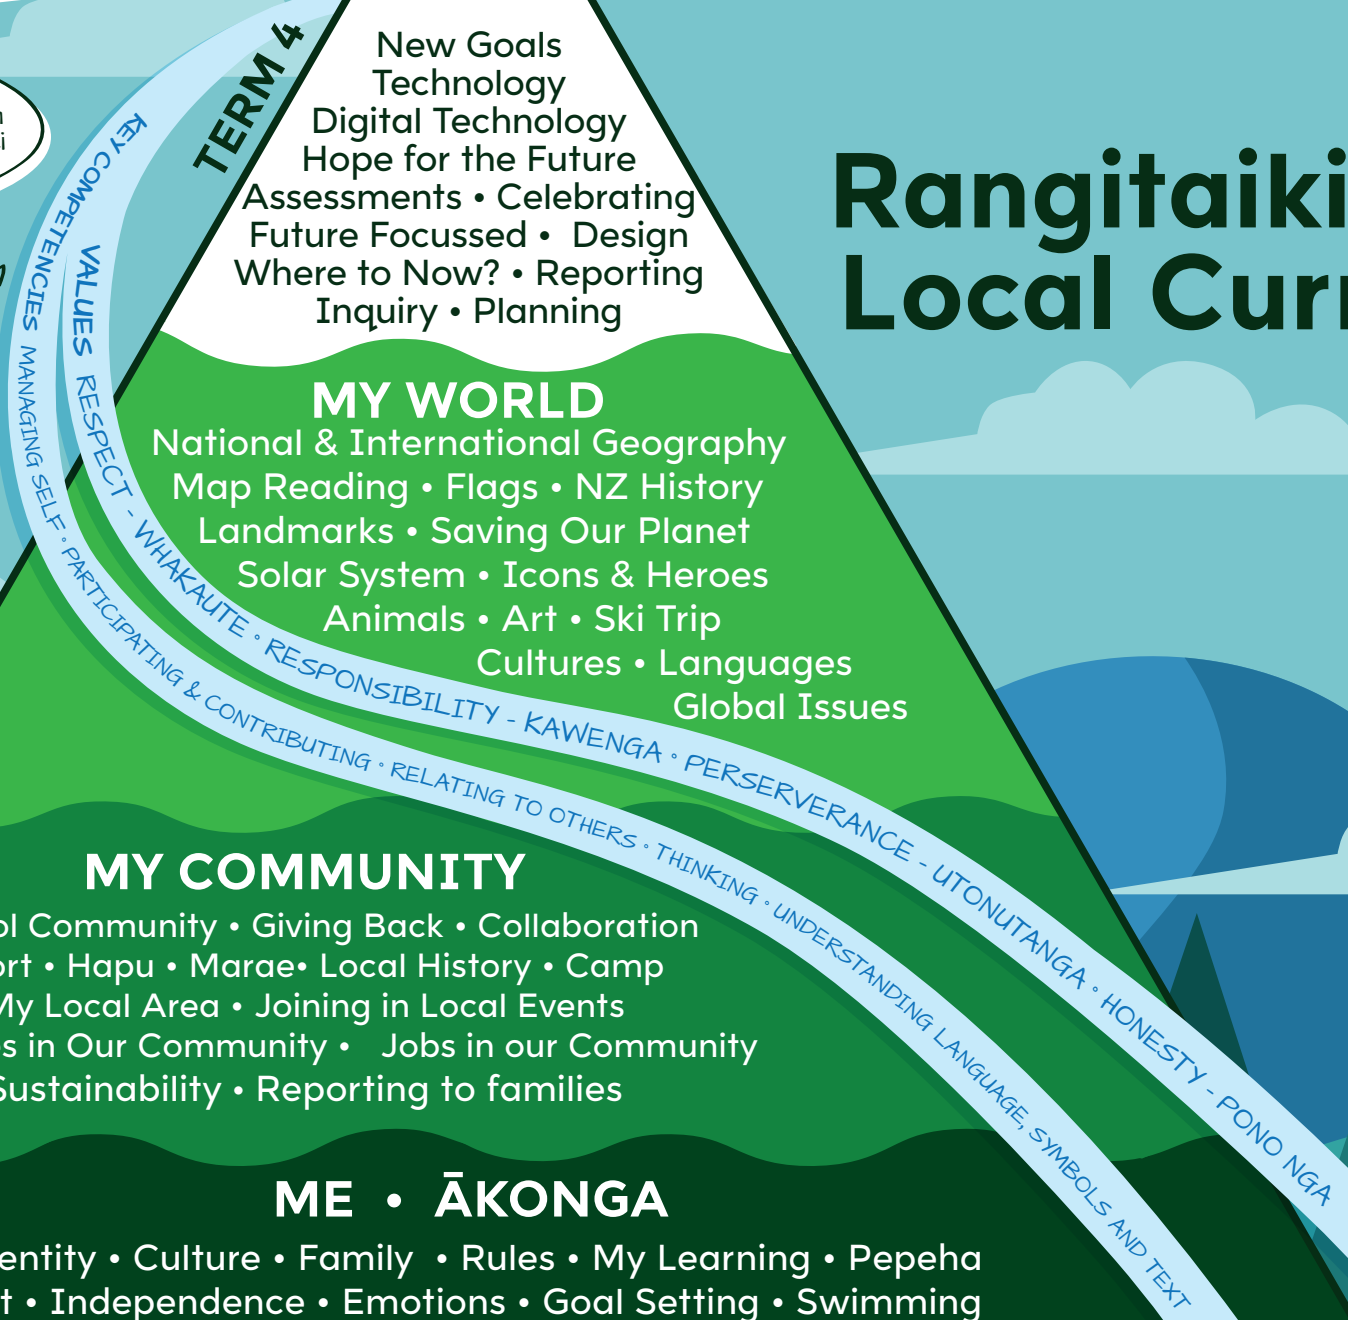 TERM 4
New Goals
Technology
Digital Technology
Hope for the Future
Assessments • Celebrating
Future Focussed • Design
Where to Now? • Reporting
Inquiry • Planning
Rangitaiki
Local
MY WORLD
National & International Geography
Map Reading • Flags • NZ History
Landmarks • Saving Our Planet
Solar System • Icons & Heroes
Animals • Art • Ski Trip
Cultures • Languages
Global Issues
KEY COMPETENCIES MANAGING SELF • PARTICIPATING & CONTRIBUTING • RELATING TO OTHERS • THINKING • UNDERSTANDING LANGUAGE, SYMBOLS AND TEXT
VALUES RESPECT - WHAKAUTE • RESPONSIBILITY - KAWENGA • PERSERVERANCE - UTONUTANGA • HONESTY - PONO NGA
MY COMMUNITY
Community • Giving Back • Collaboration
• Hapu • Marae• Local History • Camp
My Local Area • Joining in Local Events
in Our Community • Jobs in our Community
Sustainability • Reporting to families
ME • ĀKONGA
• Culture • Family • Rules • My Learning • Pepeha
• Independence • Emotions • Goal Setting • Swimming